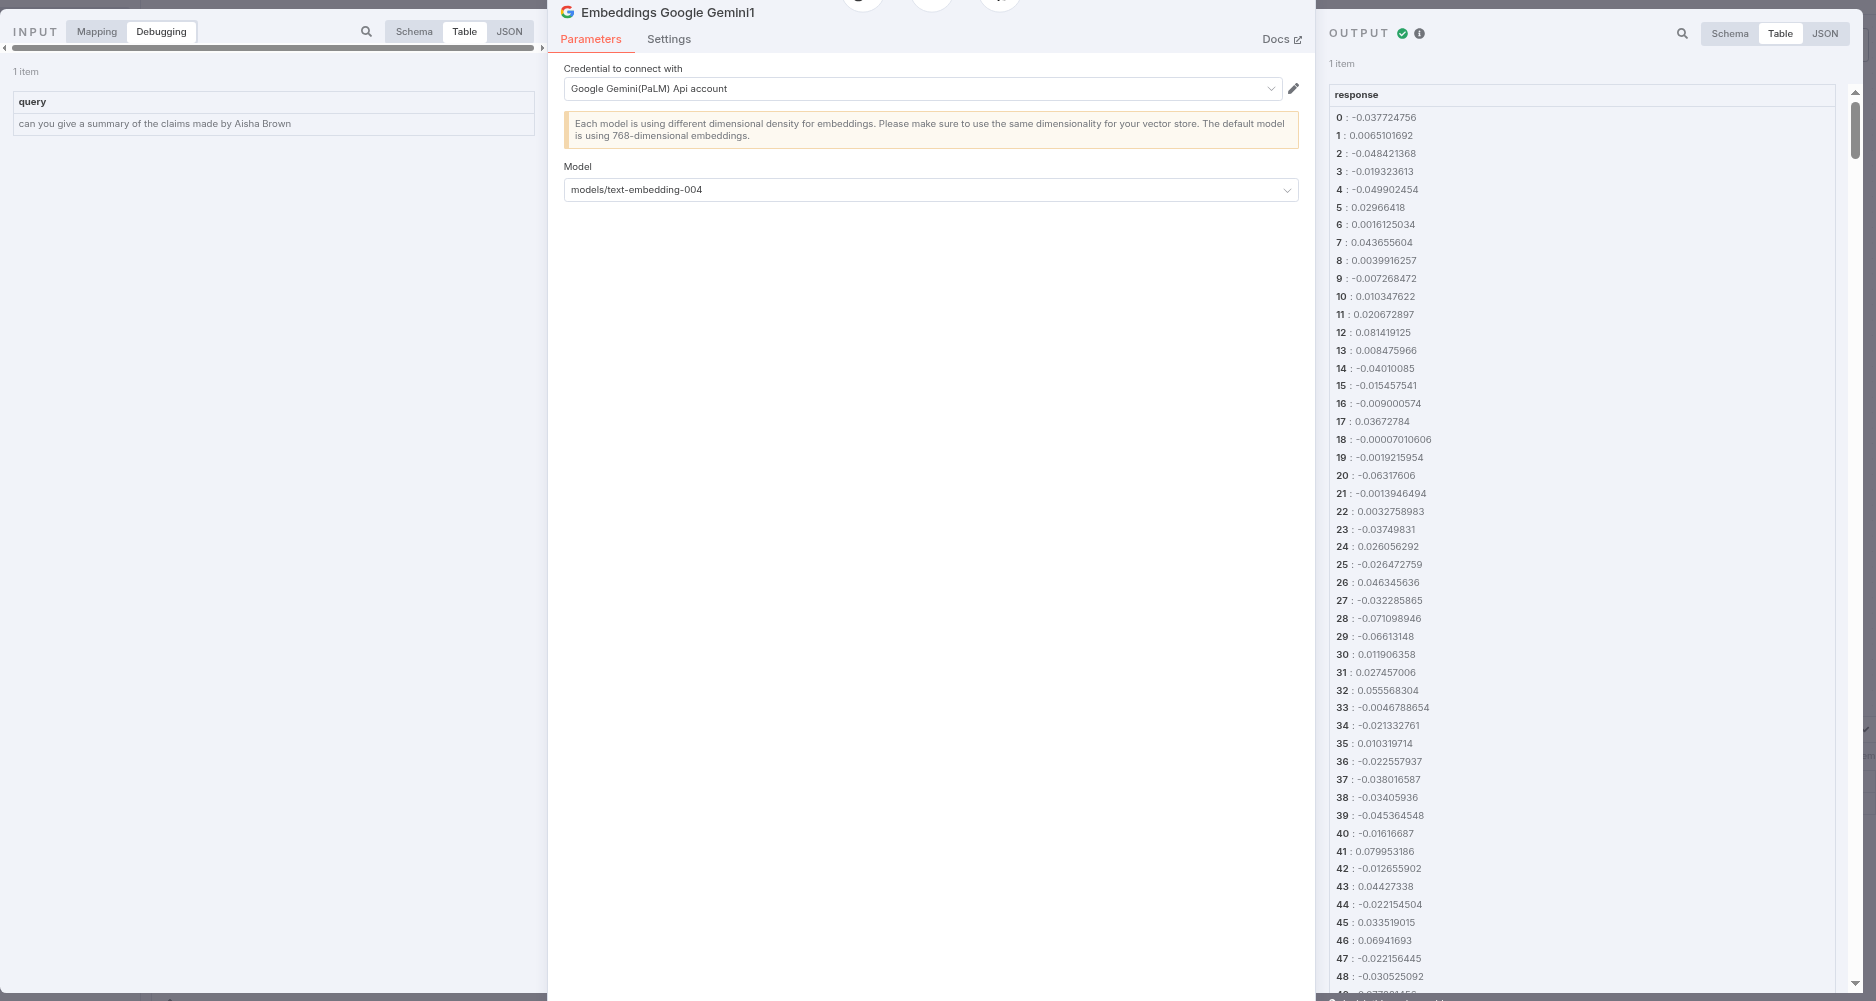 INPUT
Mapping
Debugging
Schema
Table
JSON
1 item
query
can you give a summary of the claims made by Aisha Brown
Embeddings Google Gemini1
Parameters
Settings
Docs
Credential to connect with
Google Gemini(PaLM) Api account
Each model is using different dimensional density for embeddings. Please make sure to use the same dimensionality for your vector store. The default model
is using 768-dimensional embeddings.
Model
models/text-embedding-004
OUTPUT
Schema
Table
JSON
1 item
response
0 : -0.037724756
1 : 0.0065101692
2 : -0.048421368
3 : -0.019323613
4 : -0.049902454
5 : 0.02966418
6 : 0.0016125034
7 : 0.043655604
8 : 0.0039916257
9 : -0.007268472
10 : 0.010347622
11 : 0.020672897
12 : 0.081419125
13 : 0.008475966
14 : -0.04010085
15 : -0.015457541
16 : -0.009000574
17 : 0.03672784
18 : -0.00007010606
19 : -0.0019215954
20 : -0.06317606
21 : -0.0013946494
22 : 0.0032758983
23 : -0.03749831
24 : 0.026056292
25 : -0.026472759
26 : 0.046345636
27 : -0.032285865
28 : -0.071098946
29 : -0.06613148
30 : 0.011906358
31 : 0.027457006
32 : 0.055568304
33 : -0.0046788654
34 : -0.021332761
35 : 0.010319714
36 : -0.022557937
37 : -0.038016587
38 : -0.03405936
39 : -0.045364548
40 : -0.01616687
41 : 0.079953186
42 : -0.012655902
43 : 0.04427338
44 : -0.022154504
45 : 0.033519015
46 : 0.06941693
47 : -0.022156445
48 : -0.030525092